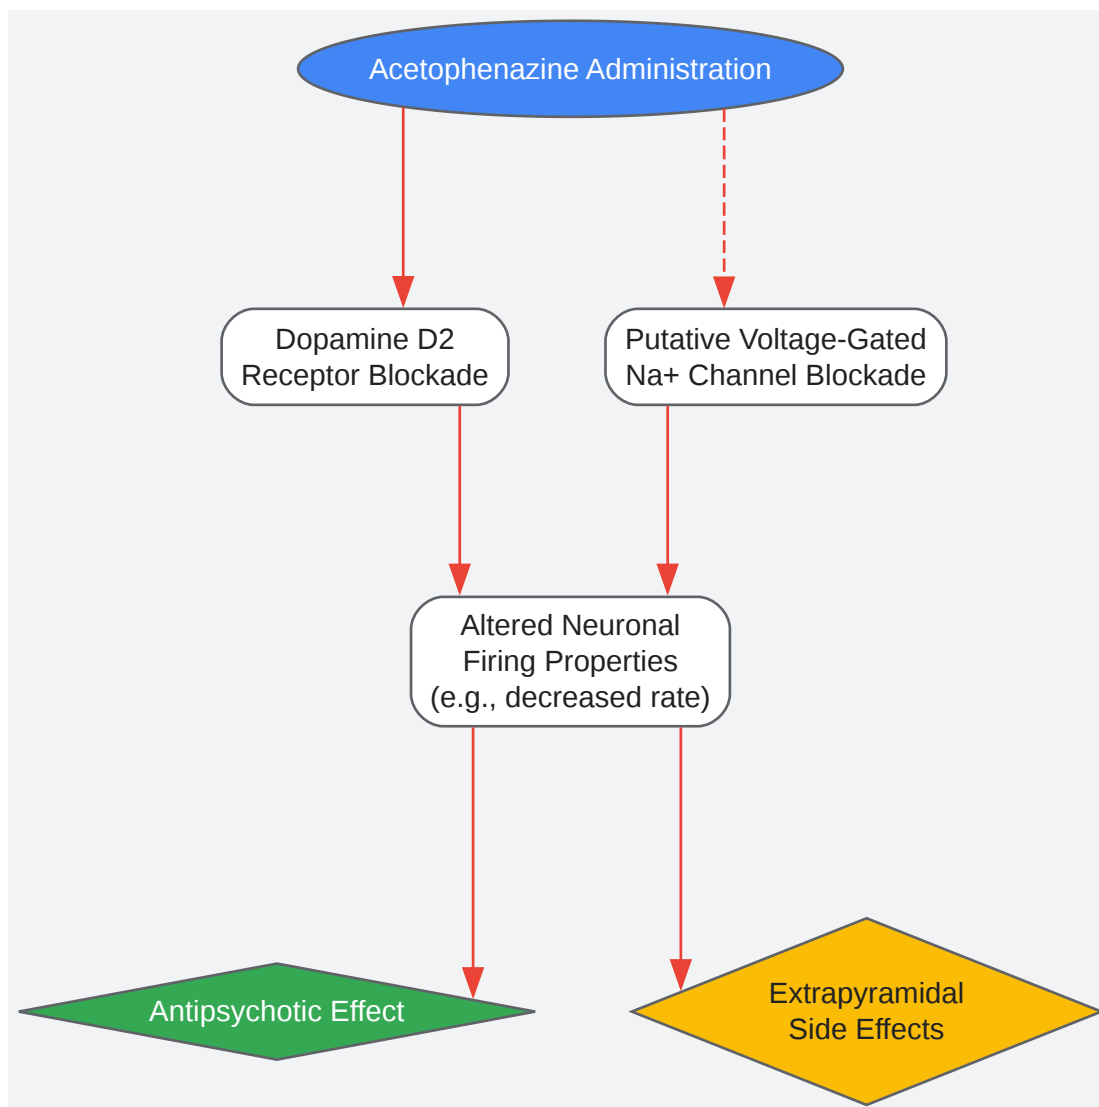 Acetophenazine Administration
Dopamine D2
Receptor Blockade
Putative Voltage-Gated
Na+ Channel Blockade
Altered Neuronal
Firing Properties
(e.g., decreased rate)
Antipsychotic Effect
Extrapyramidal
Side Effects